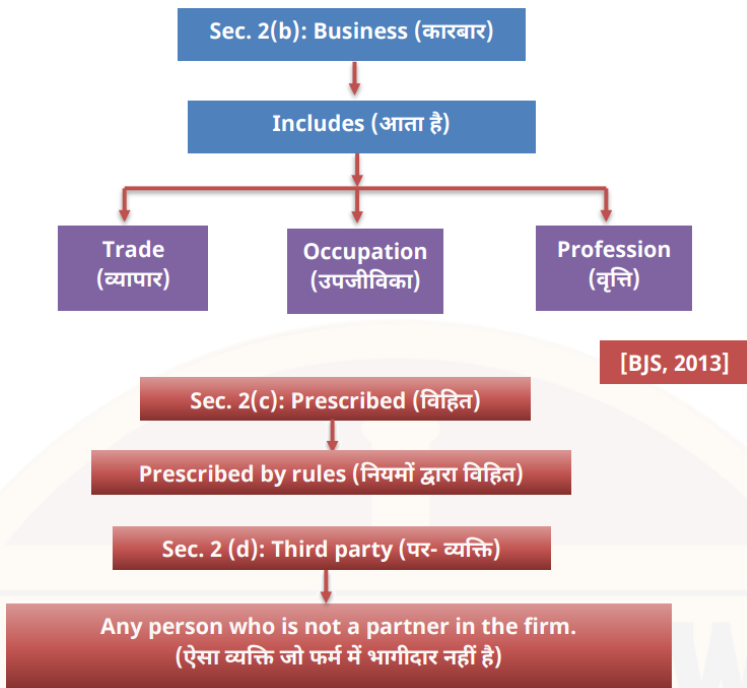 Sec. 2(b): Business (कारबार)
Includes (आता है)
Trade
(व्यापार)
Occupation
(उपजीविका)
Profession
(वृत्ति)
[BJS, 2013]
Sec. 2(c): Prescribed (विहित)
Prescribed by rules (नियमों द्वारा विहित)
Sec. 2 (d): Third party (पर- व्यक्ति)
Any person who is not a partner in the firm.
(ऐसा व्यक्ति जो फर्म में भागीदार नहीं है)